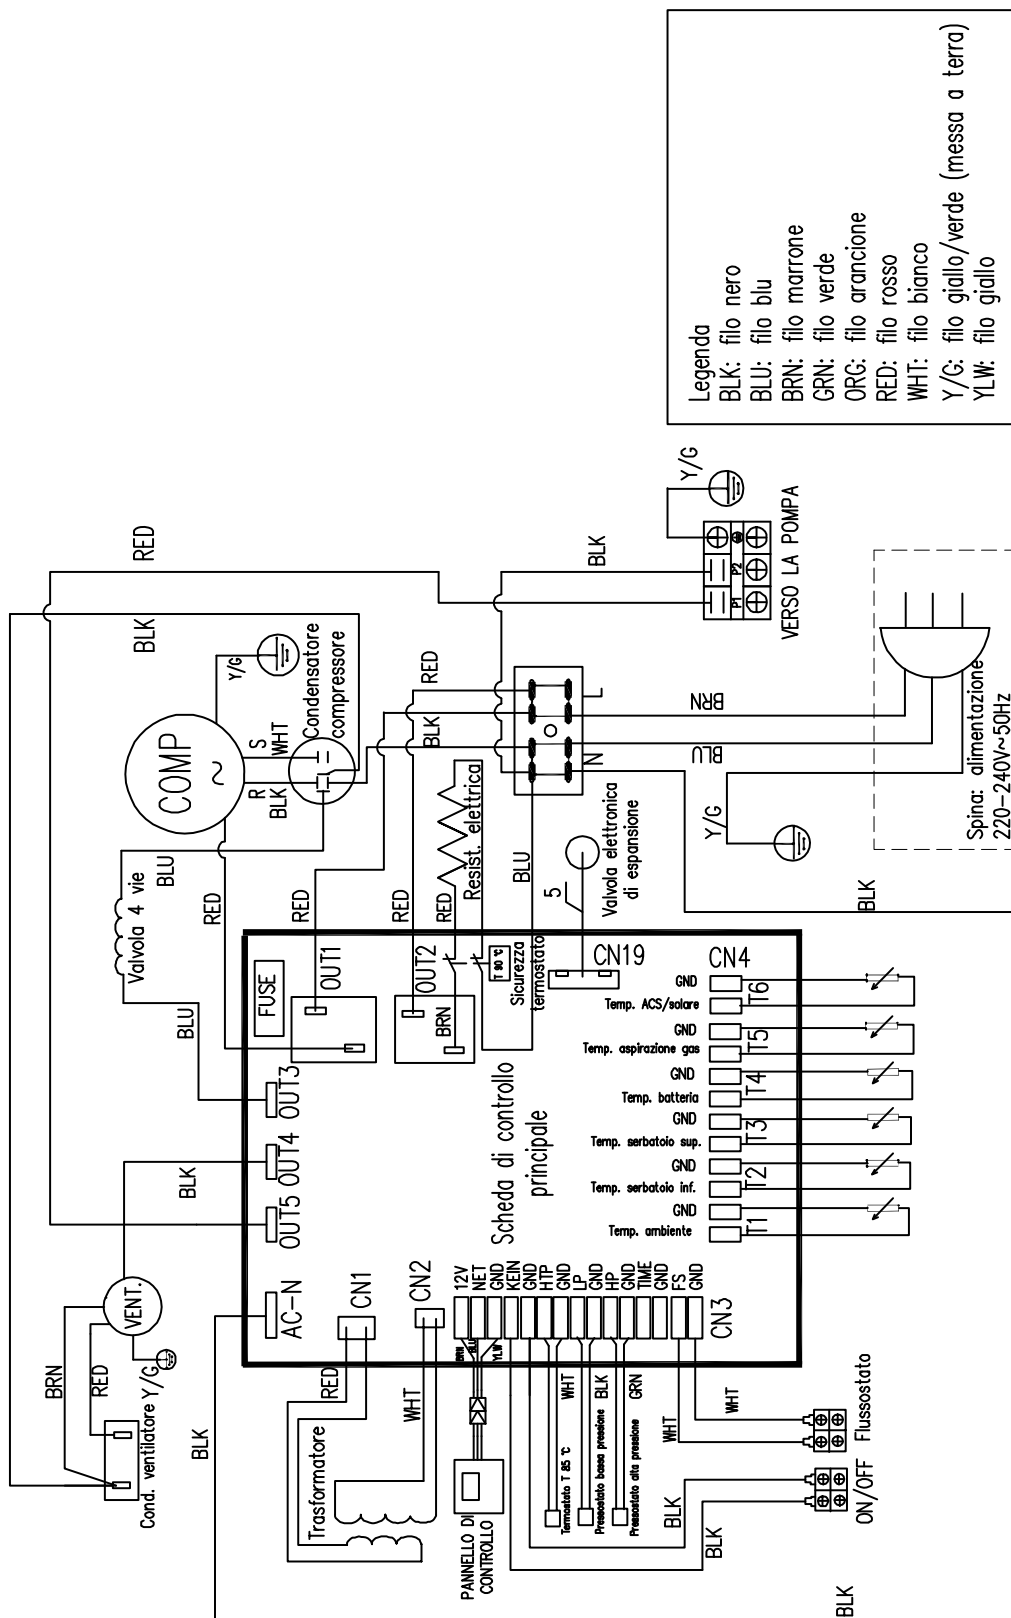 Legenda
BLK: filo nero
BLU: filo blu
BRN: filo marrone
GRN: filo verde
ORG: filo arancione
RED: filo rosso
WHT: filo bianco
Y/G: filo giallo/verde (messa a terra)
YLW: filo giallo
RED
BLK
Y/G
COMP
~
S
WHT
R
BLK
Condensatore
compressore
BLU
Valvola 4 vie
RED
BLU
RED
BLK
RED
RED
RED
Resist. elettrica
BLU
BLK
Y/G
P1
P2
VERSO LA POMPA
L
N
BRN
BLU
Y/G
Spina: alimentazione
220-240V~50Hz
BLK
5
Valvola elettronica
di espansione
FUSE
OUT1
OUT2
BRN
T 90 °C
Sicurezza
termostato
CN19
CN4
OUT3
OUT4
OUT5
AC-N
BLK
VENT.
BRN
RED
Y/G
Cond. ventilatore
BLK
Scheda di controllo
principale
GND
Temp. ACS/solare
T6
GND
Temp. aspirazione gas
T5
GND
Temp. batteria
T4
GND
Temp. serbatoio sup.
T3
GND
Temp. serbatoio inf.
T2
GND
Temp. ambiente
T1
CN1
CN2
RED
WHT
Trasformatore
12V
NET
GND
KEIN
GND
HTP
GND
LP
GND
HP
GND
TIME
GND
FS
GND
CN3
BRN
BLU
YLW
PANNELLO DI
CONTROLLO
WHT
Termostato T 85 °C
BLK
Pressostato bassa pressione
GRN
Pressostato alta pressione
WHT
WHT
Flussostato
BLK
BLK
ON/OFF
BLK